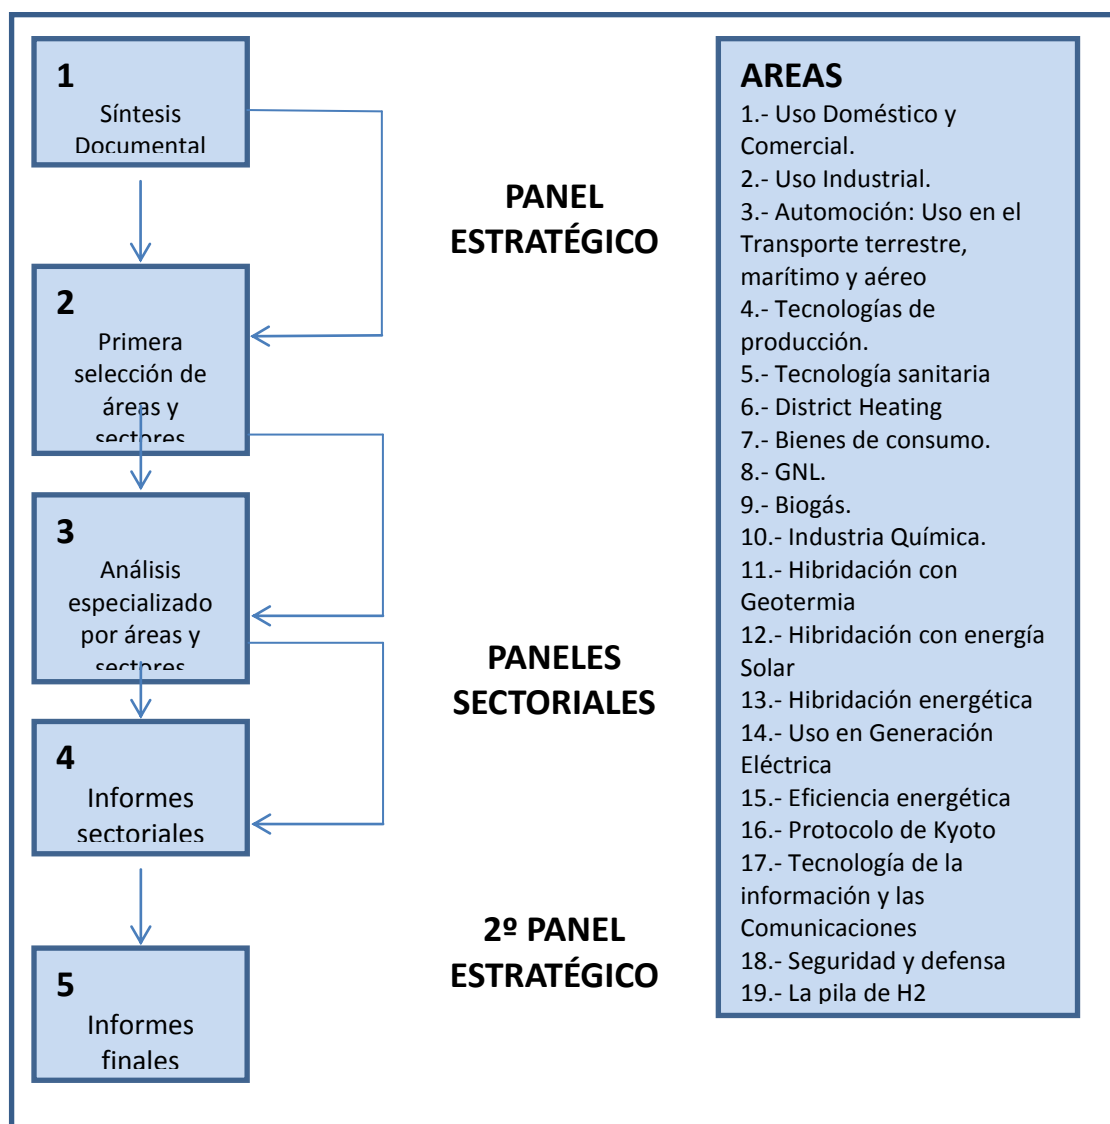 1
Síntesis
Documental
2
Primera
selección de
áreas y
sectores
3
Análisis
especializado
por áreas y
sectores
4
Informes
sectoriales
5
Informes
finales
PANEL
ESTRATÉGICO
PANELES
SECTORIALES
2º PANEL
ESTRATÉGICO
AREAS
1.- Uso Doméstico y
Comercial.
2.- Uso Industrial.
3.- Automoción: Uso en el
Transporte terrestre,
marítimo y aéreo
4.- Tecnologías de
producción.
5.- Tecnología sanitaria
6.- District Heating
7.- Bienes de consumo.
8.- GNL.
9.- Biogás.
10.- Industria Química.
11.- Hibridación con
Geotermia
12.- Hibridación con energía
Solar
13.- Hibridación energética
14.- Uso en Generación
Eléctrica
15.- Eficiencia energética
16.- Protocolo de Kyoto
17.- Tecnología de la
información y las
Comunicaciones
18.- Seguridad y defensa
19.- La pila de H2